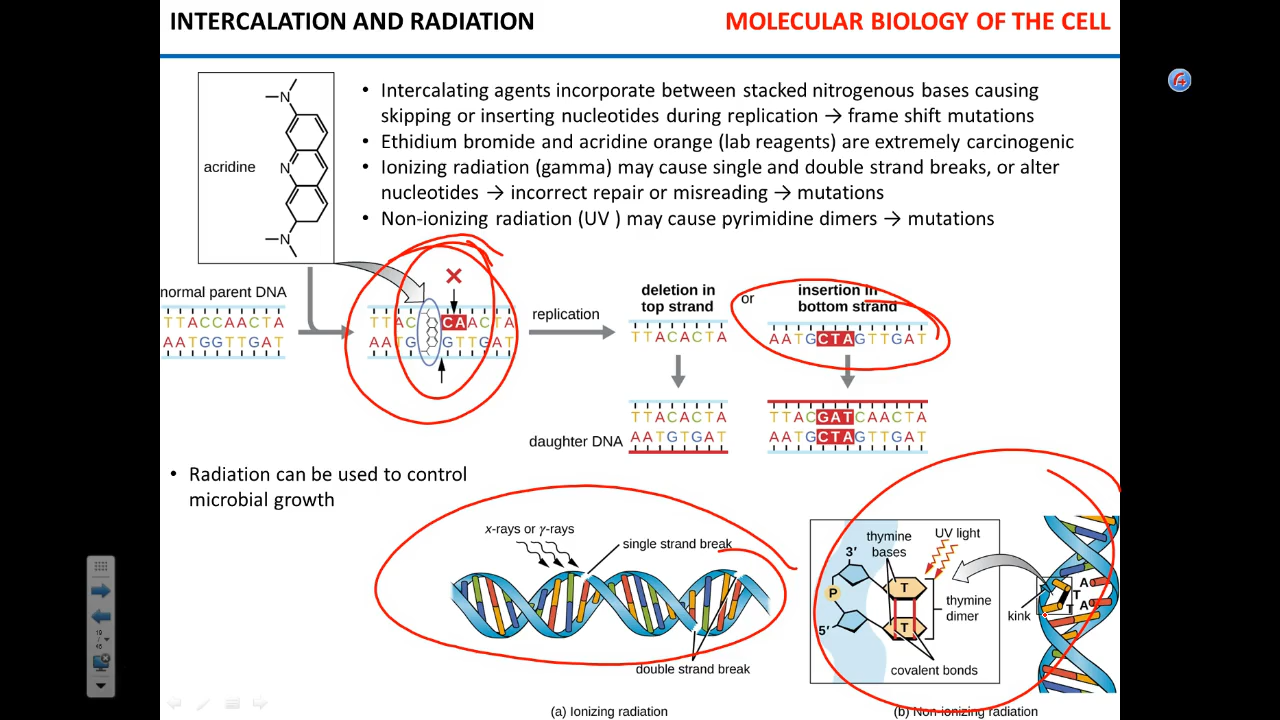 INTERCALATION AND RADIATION
MOLECULAR BIOLOGY OF THE CELL
acridine
N
N
N
• Intercalating agents incorporate between stacked nitrogenous bases causing
skipping or inserting nucleotides during replication → frame shift mutations
• Ethidium bromide and acridine orange (lab reagents) are extremely carcinogenic
• Ionizing radiation (gamma) may cause single and double strand breaks, or alter
nucleotides → incorrect repair or misreading → mutations
• Non-ionizing radiation (UV ) may cause pyrimidine dimers → mutations
normal parent DNA
TTACCAACTA
AATGGTTGAT
TTAC CAACTA
AATG GTTGAT
replication
deletion in
top strand
TTACACTA
or
insertion in
bottom strand
AATGCTAGTTGAT
daughter DNA
TTACACTA
AATGTGAT
TTACGATCAACTA
AATGCTAGTTGAT
• Radiation can be used to control
microbial growth
x-rays or γ-rays
single strand break
double strand break
(a) Ionizing radiation
thymine
bases
UV light
3′
P
5′
T
T
thymine
dimer
covalent bonds
kink
A
T
T
A
(b) Non-ionizing radiation